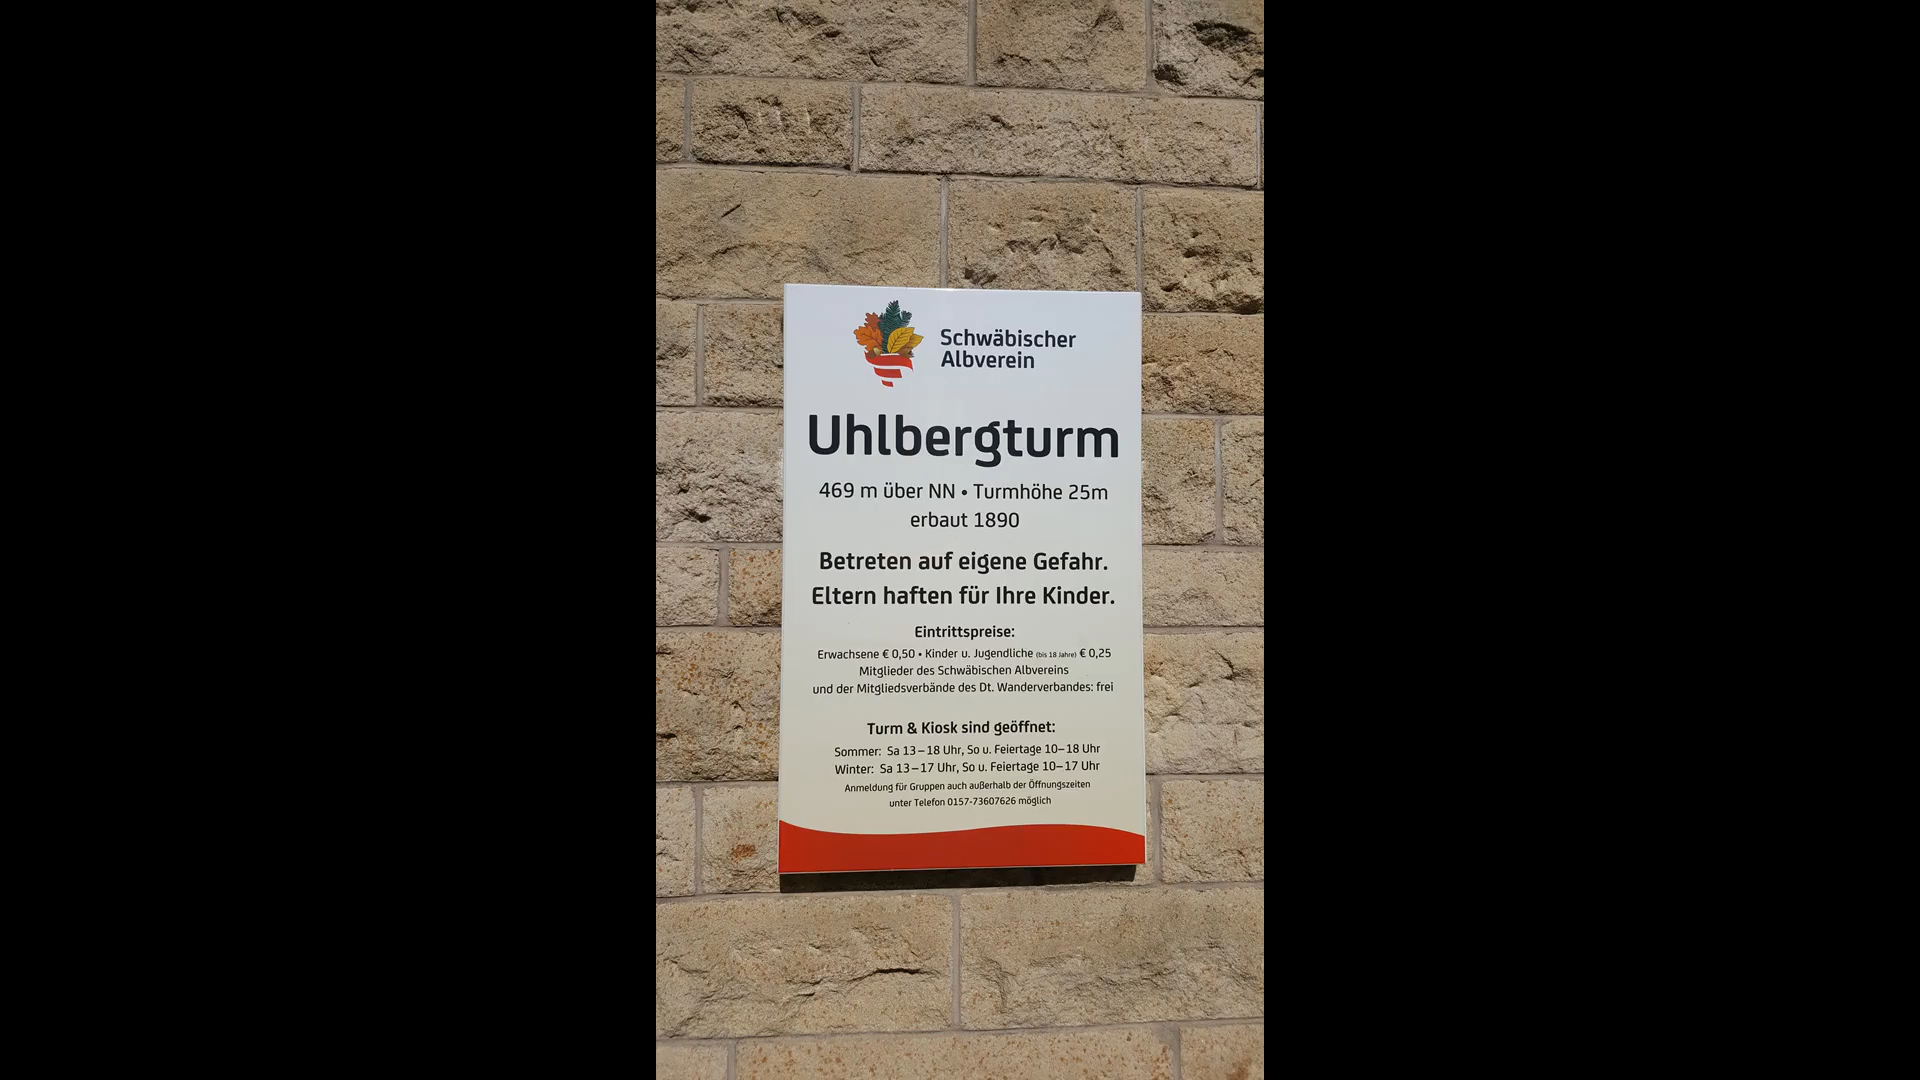 Schwäbischer
Albverein
Uhlbergturm
469 m über NN • Turmhöhe 25m
erbaut 1890
Betreten auf eigene Gefahr.
Eltern haften für Ihre Kinder.
Eintrittspreise:
Erwachsene € 0,50 • Kinder u. Jugendliche (bis 18 Jahre) € 0,25
Mitglieder des Schwäbischen Albvereins
und der Mitgliedsverbände des Dt. Wanderverbandes: frei
Turm & Kiosk sind geöffnet:
Sommer: Sa 13 – 18 Uhr, So u. Feiertage 10– 18 Uhr
Winter: Sa 13 – 17 Uhr, So u. Feiertage 10– 17 Uhr
Anmeldung für Gruppen auch außerhalb der Öffnungszeiten
unter Telefon 0157-73607626 möglich